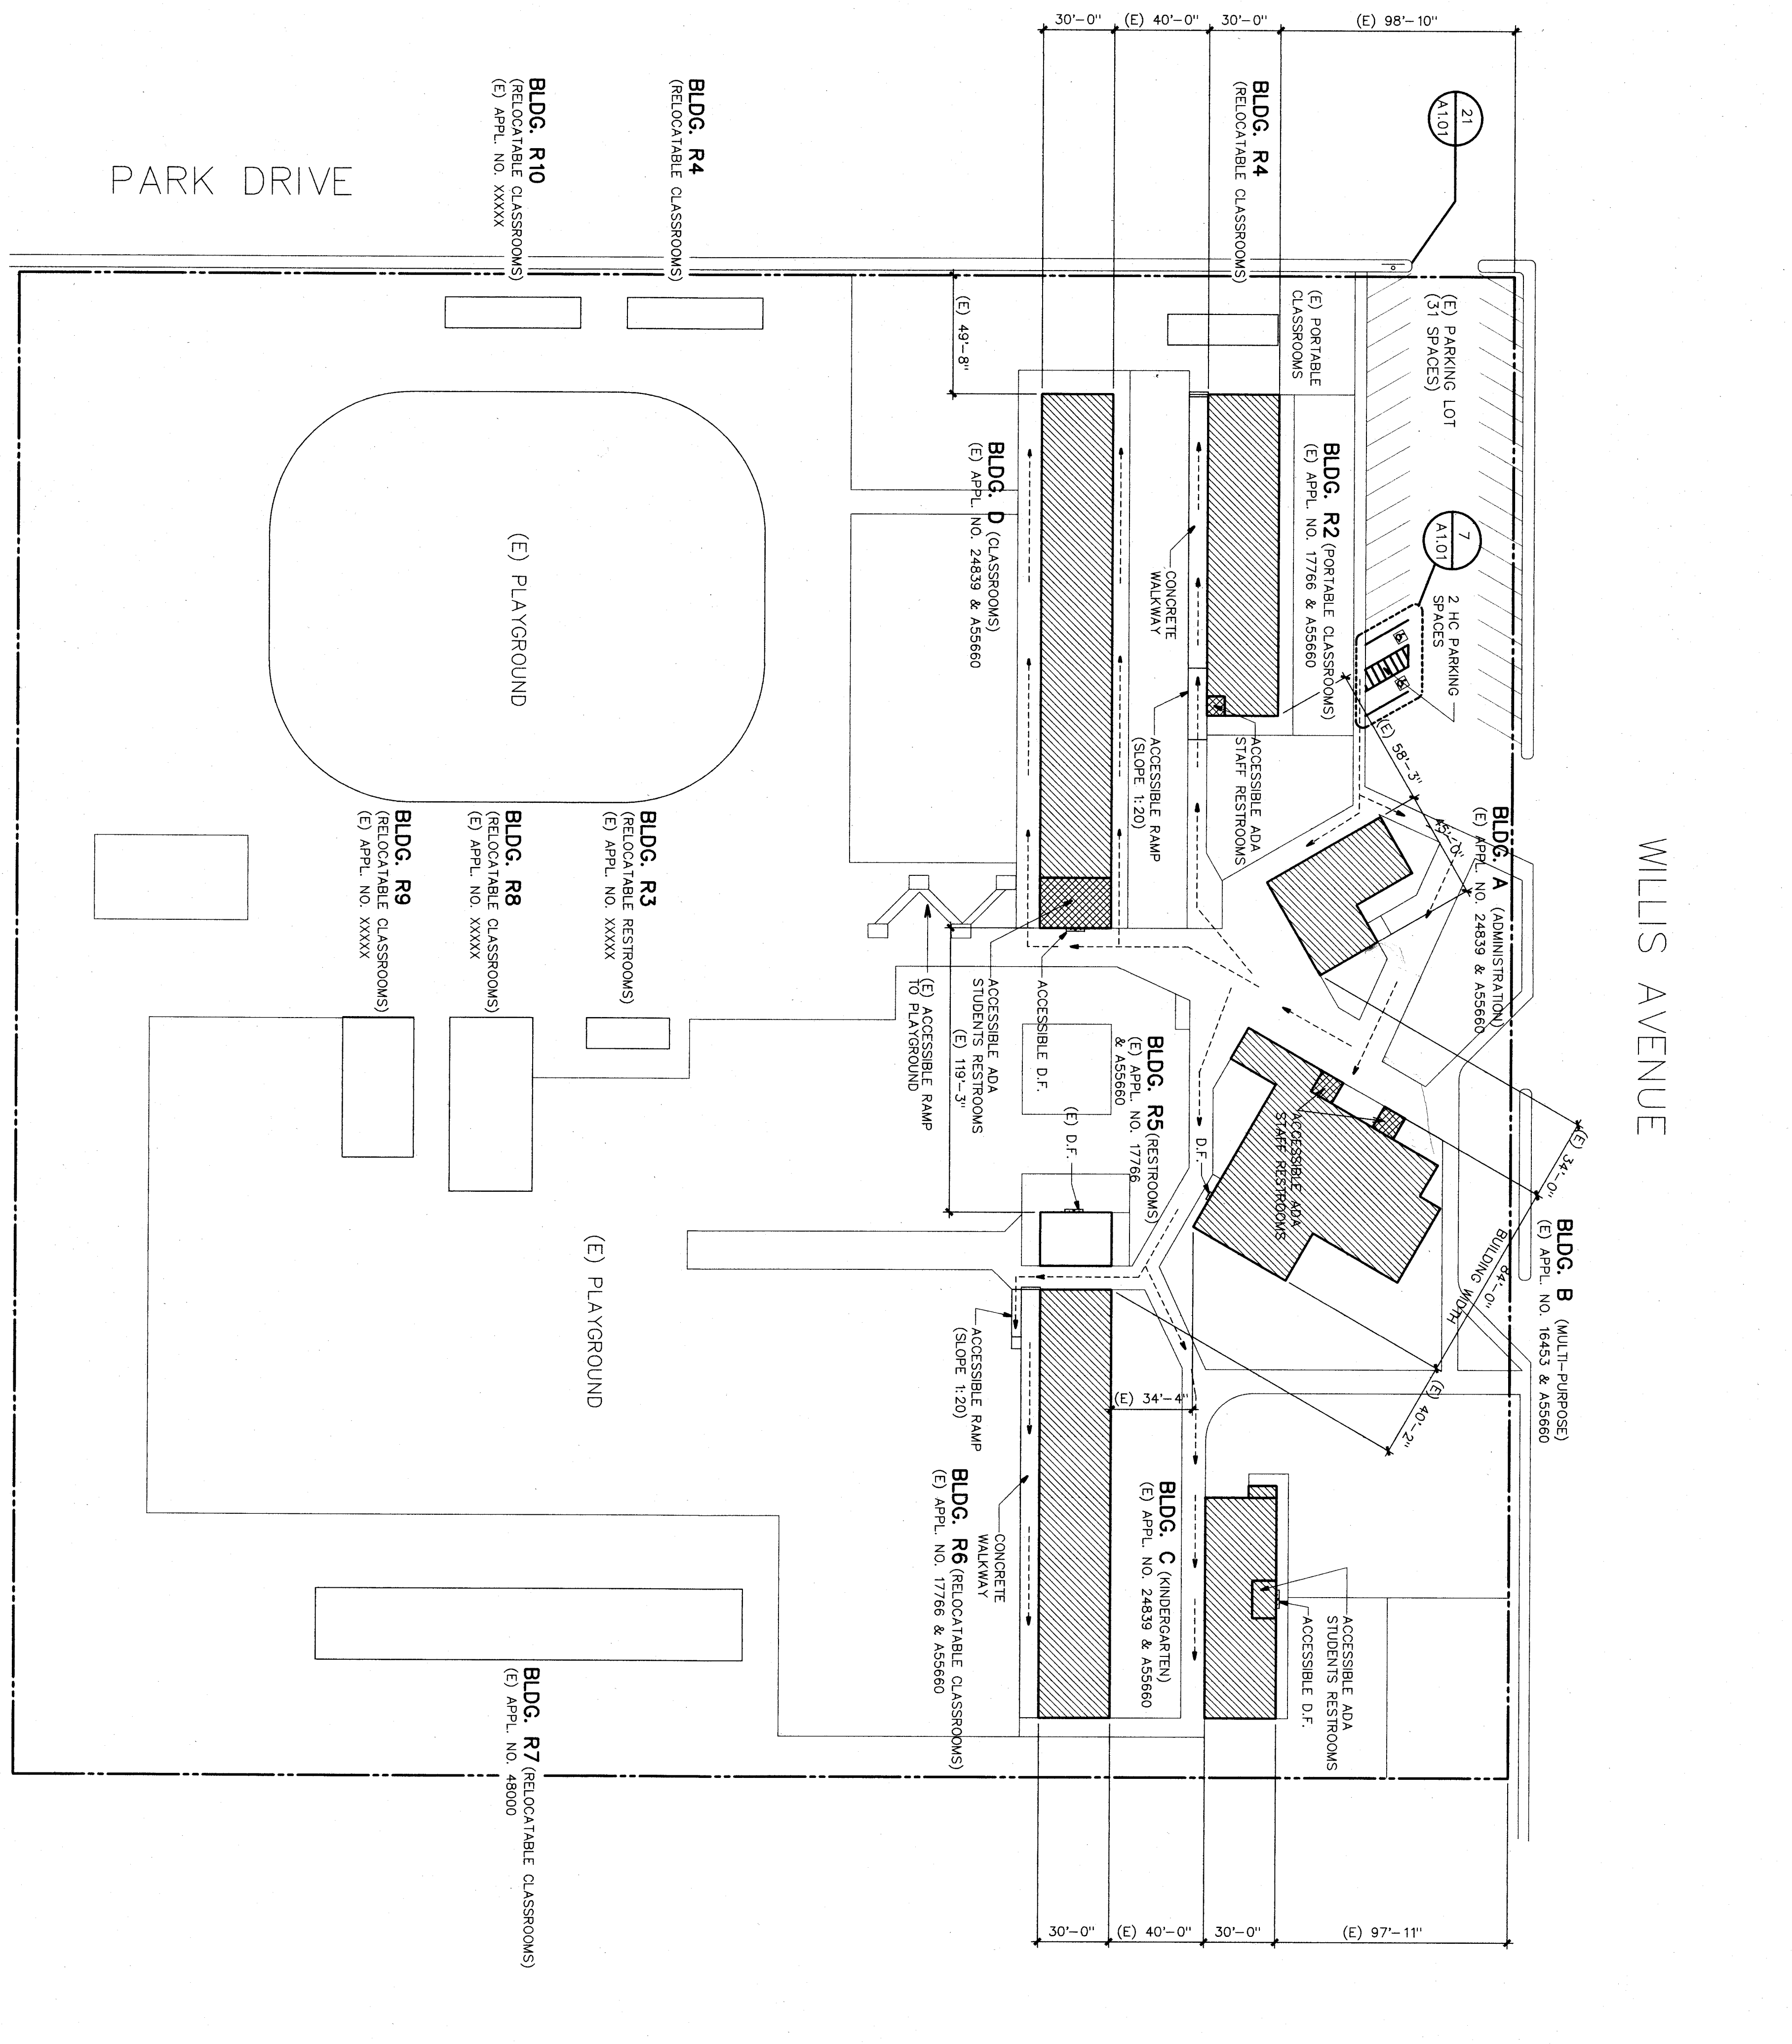 30'-0"
(E) 40'-0"
30'-0"
(E) 98'-10"
21
A1.01
BLDG. R4
(RELOCATABLE CLASSROOMS)
BLDG. R4
(RELOCATABLE CLASSROOMS)
BLDG. R10
(RELOCATABLE CLASSROOMS)
(E) APPL. NO. XXXXX
PARK DRIVE
WILLIS AVENUE
(E) PARKING LOT
(31 SPACES)
(E) PORTABLE
CLASSROOMS
(E) 49'-8"
7
A1.01
2 HC PARKING
SPACES
BLDG. R2 (PORTABLE CLASSROOMS)
(E) APPL. NO. 17766 & A55660
CONCRETE
WALKWAY
BLDG. D (CLASSROOMS)
(E) APPL. NO. 24839 & A55660
(E) PLAYGROUND
(E) 58'-3"
45'-0"
ACCESSIBLE ADA
STAFF RESTROOMS
ACCESSIBLE RAMP
(SLOPE 1:20)
BLDG. A (ADMINISTRATION)
(E) APPL. NO. 24839 & A55660
BLDG. R3
(RELOCATABLE RESTROOMS)
(E) APPL. NO. XXXXX
BLDG. R8
(RELOCATABLE CLASSROOMS)
(E) APPL. NO. XXXXX
BLDG. R9
(RELOCATABLE CLASSROOMS)
(E) APPL. NO. XXXXX
ACCESSIBLE D.F.
ACCESSIBLE ADA
STUDENTS RESTROOMS
(E) 119'-3"
(E) ACCESSIBLE RAMP
TO PLAYGROUND
BLDG. R5 (RESTROOMS)
(E) APPL. NO. 17766
& A55660
(E) D.F.
D.F.
ACCESSIBLE ADA
STAFF RESTROOMS
(E) 34'-0"
84'-0"
BUILDING WIDTH
(E) 40'-2"
BLDG. B (MULTI-PURPOSE)
(E) APPL. NO. 16453 & A55660
(E) PLAYGROUND
(E) 34'-4"
ACCESSIBLE RAMP
(SLOPE 1:20)
BLDG. C (KINDERGARTEN)
(E) APPL. NO. 24839 & A55660
CONCRETE
WALKWAY
BLDG. R6 (RELOCATABLE CLASSROOMS)
(E) APPL. NO. 17766 & A55660
ACCESSIBLE ADA
STUDENTS RESTROOMS
ACCESSIBLE D.F.
BLDG. R7 (RELOCATABLE CLASSROOMS)
(E) APPL. NO. 48000
30'-0"
(E) 40'-0"
30'-0"
(E) 97'-11"